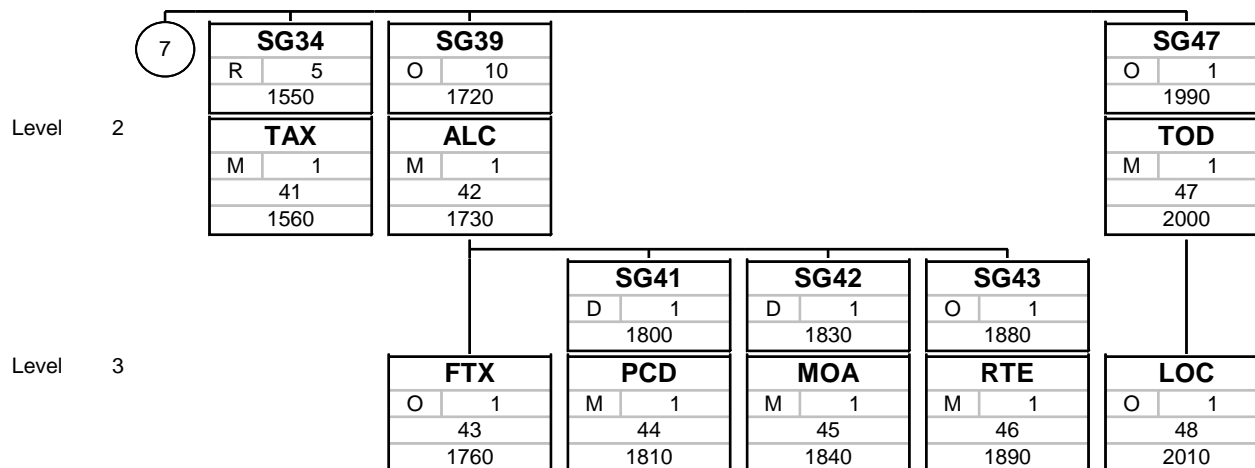 7
SG34 SG39 SG47
R 5 O 10 O 1
1550 1720 1990
Level 2
TAX ALC TOD
M 1 M 1 M 1
41 42 47
1560 1730 2000
SG41 SG42 SG43
D 1 D 1 O 1
1800 1830 1880
Level 3
FTX PCD MOA RTE LOC
O 1 M 1 M 1 M 1 O 1
43 44 45 46 48
1760 1810 1840 1890 2010